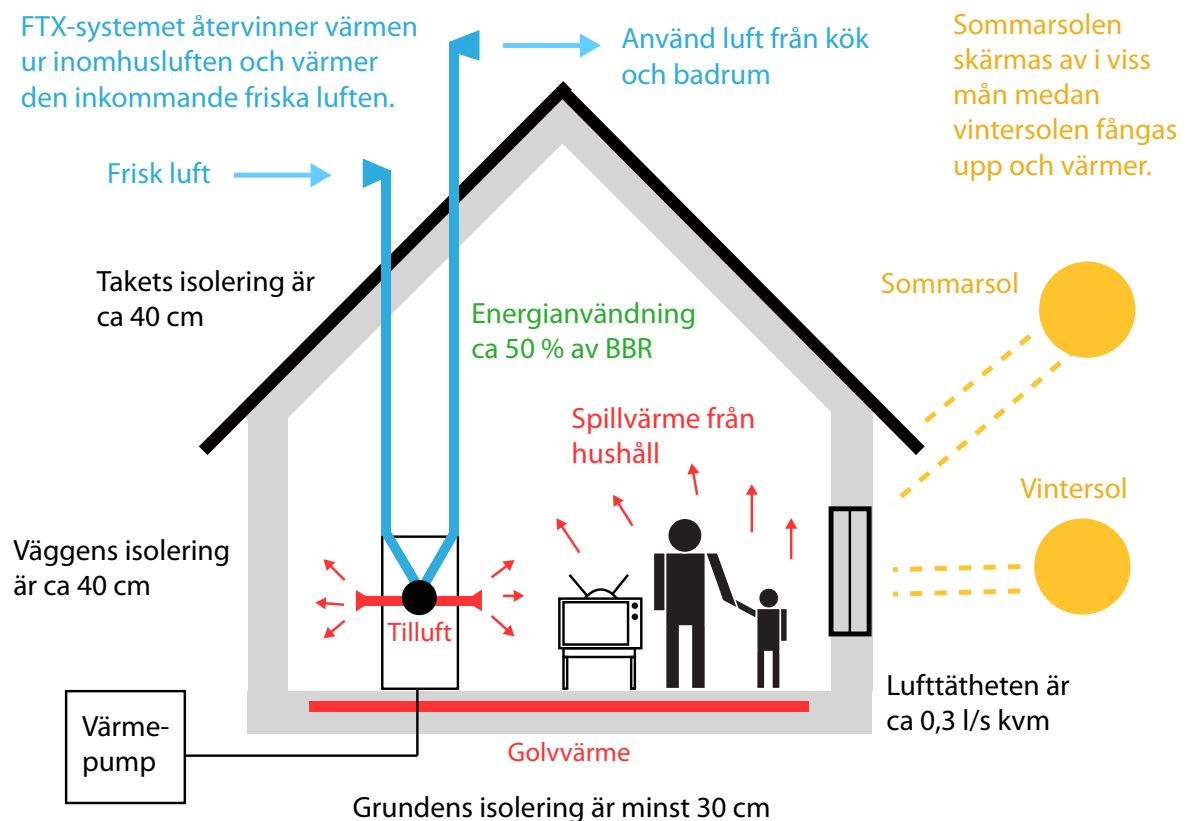 FTX-systemet återvinner värmen
ur inomhusluften och värmer
den inkommande friska luften.
Använd luft från kök
och badrum
Sommarsolen
skärmas av i viss
mån medan
vintersolen fångas
upp och värmer.
Frisk luft
Takets isolering är
ca 40 cm
Energianvändning
ca 50 % av BBR
Sommarsol
Spillvärme från
hushåll
Vintersol
Väggens isolering
är ca 40 cm
Tilluft
Lufttätheten är
ca 0,3 l/s kvm
Värme-
pump
Golvvärme
Grundens isolering är minst 30 cm